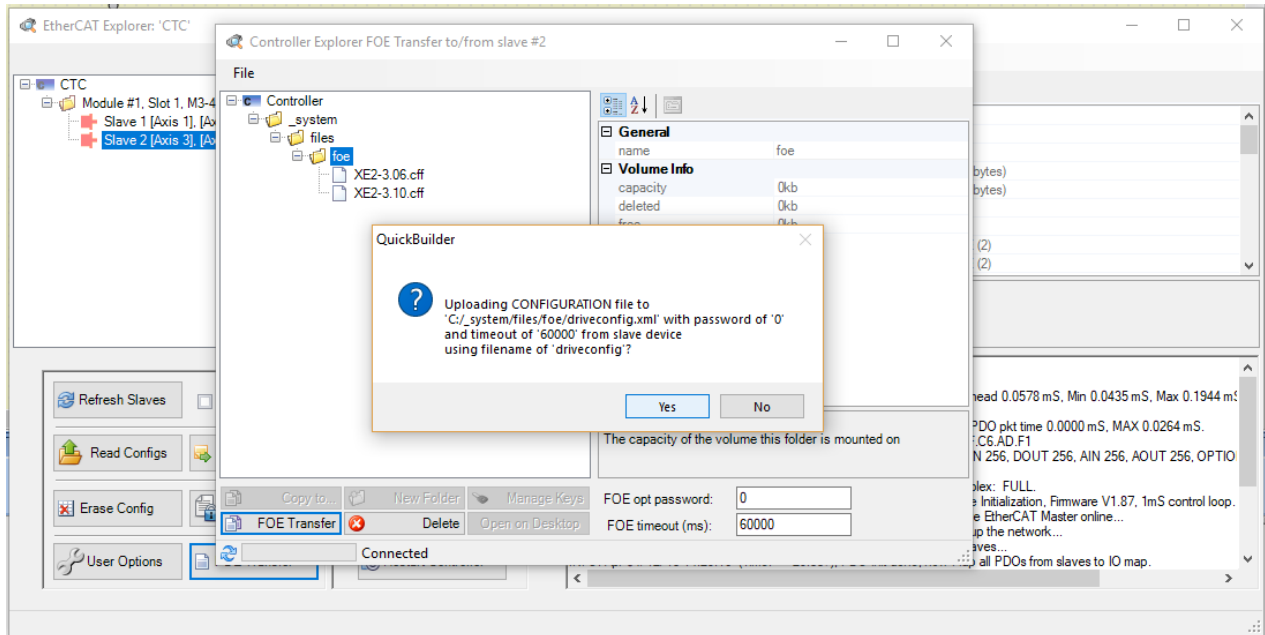 EtherCAT Explorer: 'CTC'
CTC
Module #1, Slot 1, M3-4
Slave 1 [Axis 1], [Ax
Slave 2 [Axis 3], [Ax
Controller Explorer FOE Transfer to/from slave #2
File
Controller
_system
files
foe
XE2-3.06.cff
XE2-3.10.cff
General
name foe
Volume Info
capacity 0kb
deleted 0kb
bytes)
bytes)
(2)
(2)
QuickBuilder
Uploading CONFIGURATION file to
'C:/_system/files/foe/driveconfig.xml' with password of '0'
and timeout of '60000' from slave device
using filename of 'driveconfig'?
Yes No
The capacity of the volume this folder is mounted on
Copy to... New Folder Manage Keys
FOE Transfer Delete Open on Desktop
Connected
FOE opt password: 0
FOE timeout (ms): 60000
Refresh Slaves
Read Configs
Erase Config
User Options
head 0.0578 mS, Min 0.0435 mS, Max 0.1944 mS
PDO pkt time 0.0000 mS, MAX 0.0264 mS.
.C6.AD.F1
N 256, DOUT 256, AIN 256, AOUT 256, OPTIO
plex: FULL.
e Initialization, Firmware V1.87, 1mS control loop.
e EtherCAT Master online...
up the network...
aves...
p all PDOs from slaves to IO map.